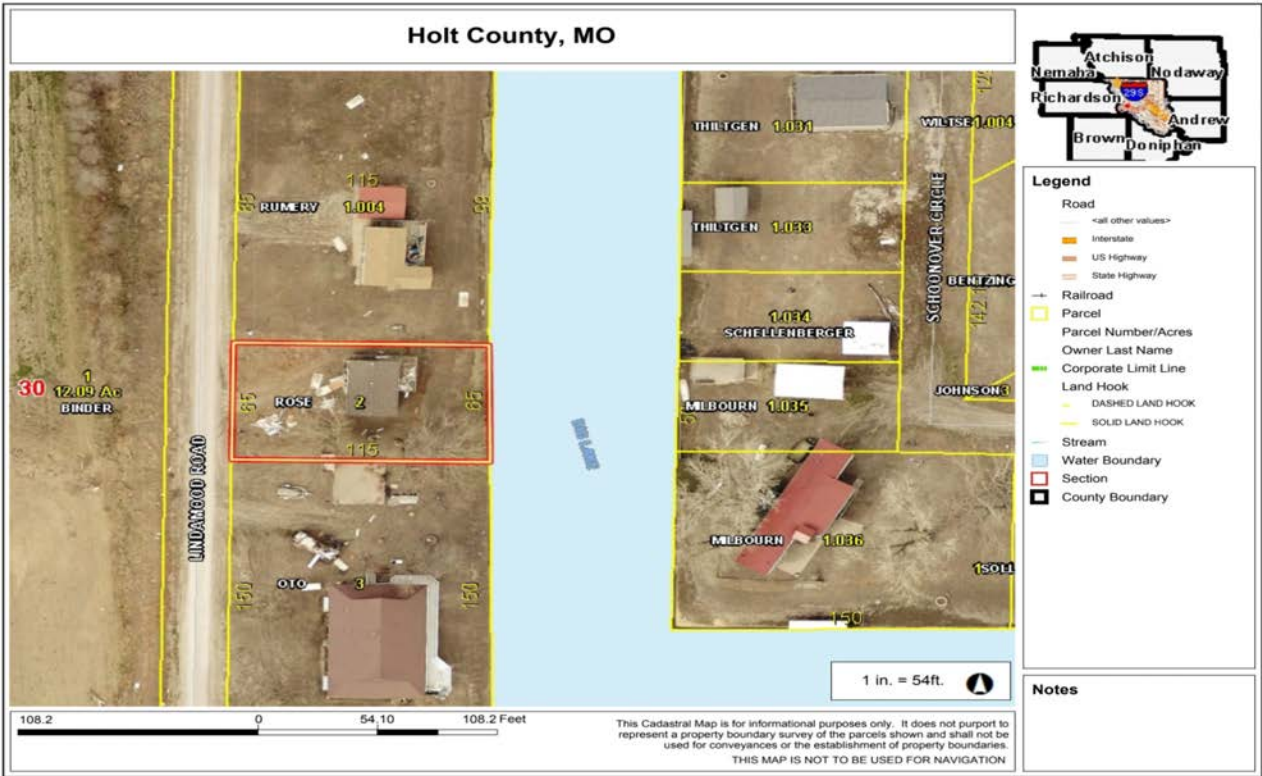 Holt County, MO
Atchison
Nemaha
Nodaway
295
Richardson
Andrew
Brown
Doniphan
Legend
Road
<all other values>
Interstate
US Highway
State Highway
Railroad
Parcel
Parcel Number/Acres
Owner Last Name
Corporate Limit Line
Land Hook
DASHED LAND HOOK
SOLID LAND HOOK
Stream
Water Boundary
Section
County Boundary
Notes
THILTGEN 1.031
WILTSE 1.004
115
RUMERY 1.004
THILTGEN 1.033
SCHOONOVER CIRCLE
BENTZING
1.034
SCHELLENBERGER
30
1
12.09 Ac
BINDER
ROSE 2
65
65
115
MILBOURN 1.035
JOHNSON 3
LINDAMOOD ROAD
MILBOURN 1.036
1 SOLL
OTO 3
150
150
150
1 in. = 54ft.
108.2 0 54.10 108.2 Feet
This Cadastral Map is for informational purposes only. It does not purport to
represent a property boundary survey of the parcels shown and shall not be
used for conveyances or the establishment of property boundaries.
THIS MAP IS NOT TO BE USED FOR NAVIGATION